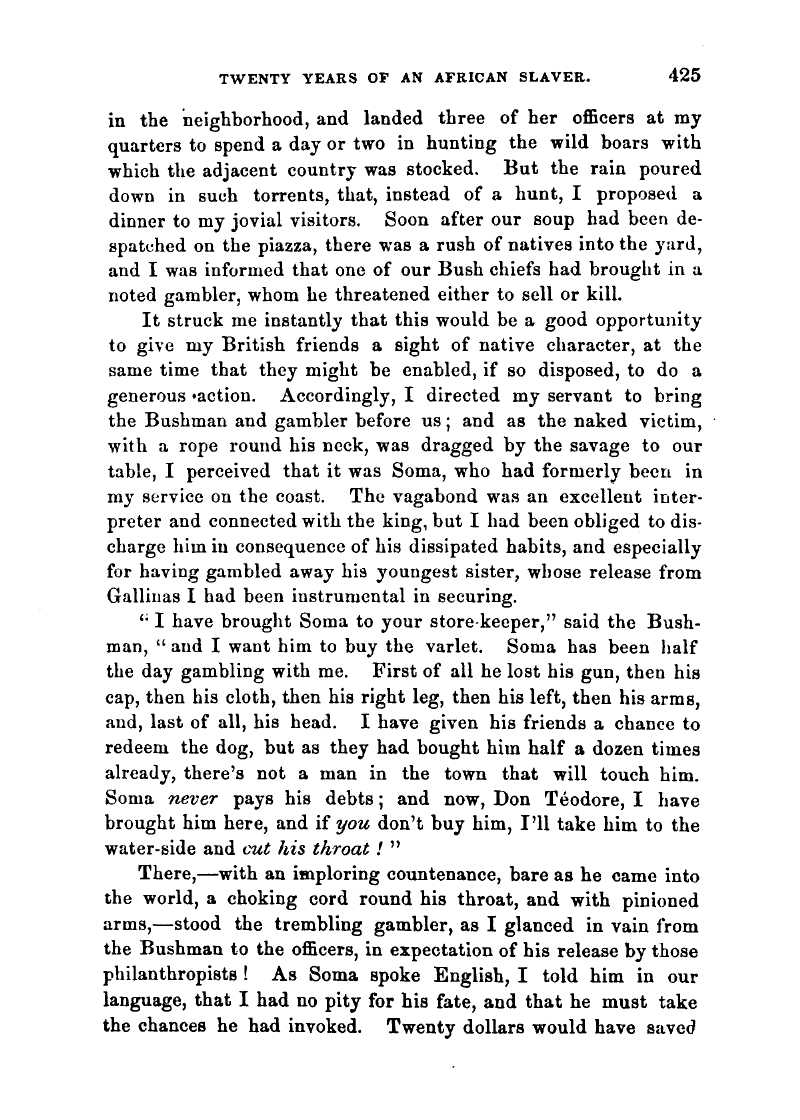 TWENTY YEARS OF AN AFRICAN SLAVER. 425
in the neighborhood, and landed three of her officers at my
quarters to spend a day or two in hunting the wild boars with
which the adjacent country was stocked. But the rain poured
down in such torrents, that, instead of a hunt, I proposed a
dinner to my jovial visitors. Soon after our soup had been de-
spatched on the piazza, there was a rush of natives into the yard,
and I was informed that one of our Bush chiefs had brought in a
noted gambler, whom he threatened either to sell or kill.
It struck me instantly that this would be a good opportunity
to give my British friends a sight of native character, at the
same time that they might be enabled, if so disposed, to do a
generous action. Accordingly, I directed my servant to bring
the Bushman and gambler before us; and as the naked victim,
with a rope round his neck, was dragged by the savage to our
table, I perceived that it was Soma, who had formerly been in
my service on the coast. The vagabond was an excellent inter-
preter and connected with the king, but I had been obliged to dis-
charge him in consequence of his dissipated habits, and especially
for having gambled away his youngest sister, whose release from
Gallinas I had been instrumental in securing.
"I have brought Soma to your store-keeper," said the Bush-
man, "and I want him to buy the varlet. Soma has been half
the day gambling with me. First of all he lost his gun, then his
cap, then his cloth, then his right leg, then his left, then his arms,
and, last of all, his head. I have given his friends a chance to
redeem the dog, but as they had bought him half a dozen times
already, there's not a man in the town that will touch him.
Soma never pays his debts; and now, Don Téodore, I have
brought him here, and if you don't buy him, I'll take him to the
water-side and cut his throat!"
There,—with an imploring countenance, bare as he came into
the world, a choking cord round his throat, and with pinioned
arms,—stood the trembling gambler, as I glanced in vain from
the Bushman to the officers, in expectation of his release by those
philanthropists! As Soma spoke English, I told him in our
language, that I had no pity for his fate, and that he must take
the chances he had invoked. Twenty dollars would have saved